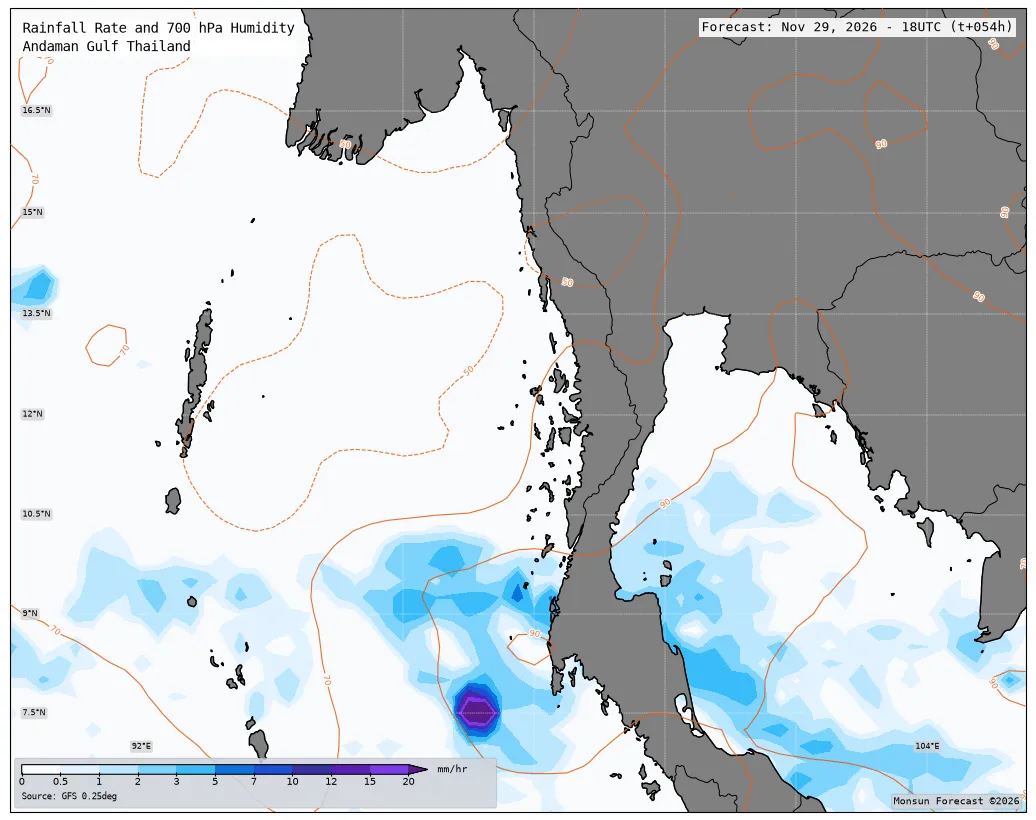 Rainfall Rate and 700 hPa Humidity
Andaman Gulf Thailand
Forecast: Nov 29, 2026 - 18UTC (t+054h)
90
70
16.5°N
50
90
70
15°N
90
50
90
13.5°N
70
50
12°N
90
10.5°N
70
9°N
70
90
70
90
7.5°N
92°E
104°E
0 0.5 1 2 3 5 7 10 12 15 20 mm/hr
Source: GFS 0.25deg
Monsun Forecast ©2026